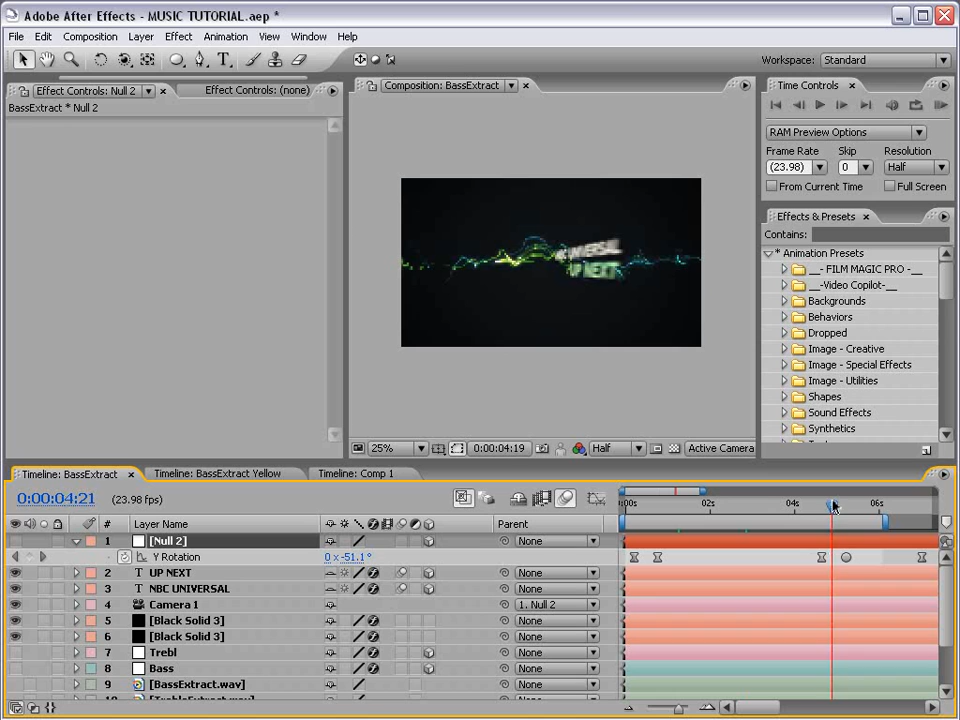 Adobe After Effects - MUSIC TUTORIAL.aep *
File Edit Composition Layer Effect Animation View Window Help
Workspace: Standard
Effect Controls: Null 2
Effect Controls: (none)
BassExtract * Null 2
Composition: BassExtract
UP NEXT
25%
0:00:04:19
Half
Active Camera
Time Controls
RAM Preview Options
Frame Rate Skip Resolution
(23.98) 0 Half
From Current Time Full Screen
Effects & Presets
Contains:
* Animation Presets
__- FILM MAGIC PRO -__
__-Video Copilot-__
Backgrounds
Behaviors
Dropped
Image - Creative
Image - Special Effects
Image - Utilities
Shapes
Sound Effects
Synthetics
Timeline: BassExtract
Timeline: BassExtract Yellow
Timeline: Comp 1
0:00:04:21 (23.98 fps)
:00s 02s 04s 06s
# Layer Name Parent
1 [Null 2] None
Y Rotation 0 x-51.1°
2 T UP NEXT None
3 T NBC UNIVERSAL None
4 Camera 1 1. Null 2
5 [Black Solid 3] None
6 [Black Solid 3] None
7 Trebl None
8 Bass None
9 [BassExtract.wav] None